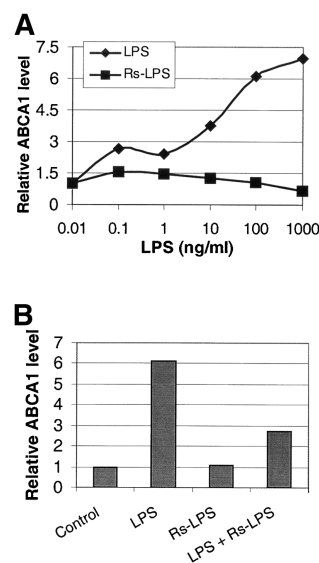 A
Relative ABCA1 level
7.5
6
4.5
3
1.5
0
LPS
Rs-LPS
0.01 0.1 1 10 100 1000
LPS (ng/ml)
B
Relative ABCA1 level
7
6
5
4
3
2
1
0
Control LPS Rs-LPS LPS + Rs-LPS